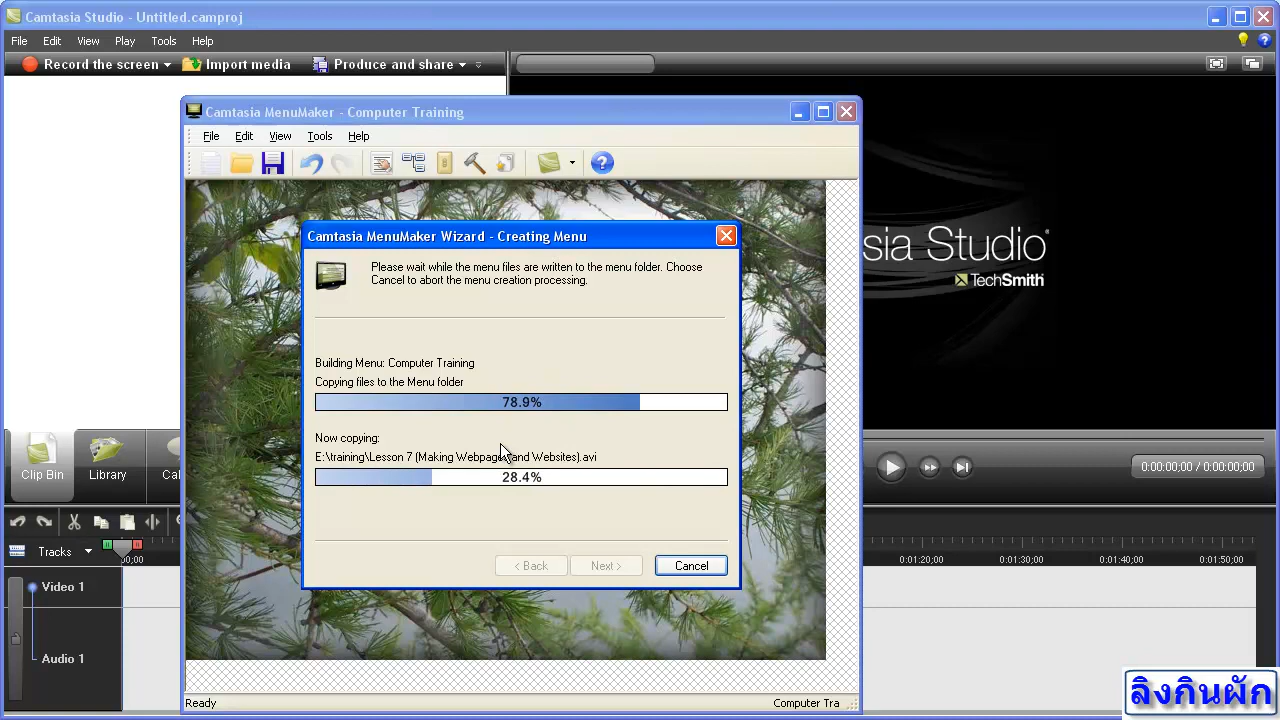 Camtasia Studio - Untitled.camproj
File Edit View Play Tools Help
Record the screen Import media Produce and share
Camtasia MenuMaker - Computer Training
File Edit View Tools Help
asia Studio®
TechSmith
Camtasia MenuMaker Wizard - Creating Menu
Please wait while the menu files are written to the menu folder. Choose
Cancel to abort the menu creation processing.
Building Menu: Computer Training
Copying files to the Menu folder
78.9%
Now copying:
E:\training\Lesson 7 (Making Webpages and Websites).avi
28.4%
< Back Next > Cancel
Clip Bin Library Cal
0:00:00;00 / 0:00:00;00
Tracks
00;00 0:01:20;00 0:01:30;00 0:01:40;00 0:01:50;00
Video 1
Audio 1
Ready Computer Tra
ลิงกินผัก